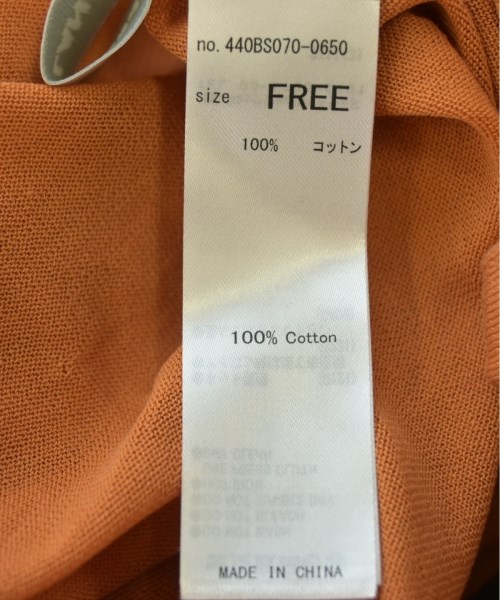 no. 440BS070-0650
size FREE
100% コットン
100% Cotton
MADE IN CHINA